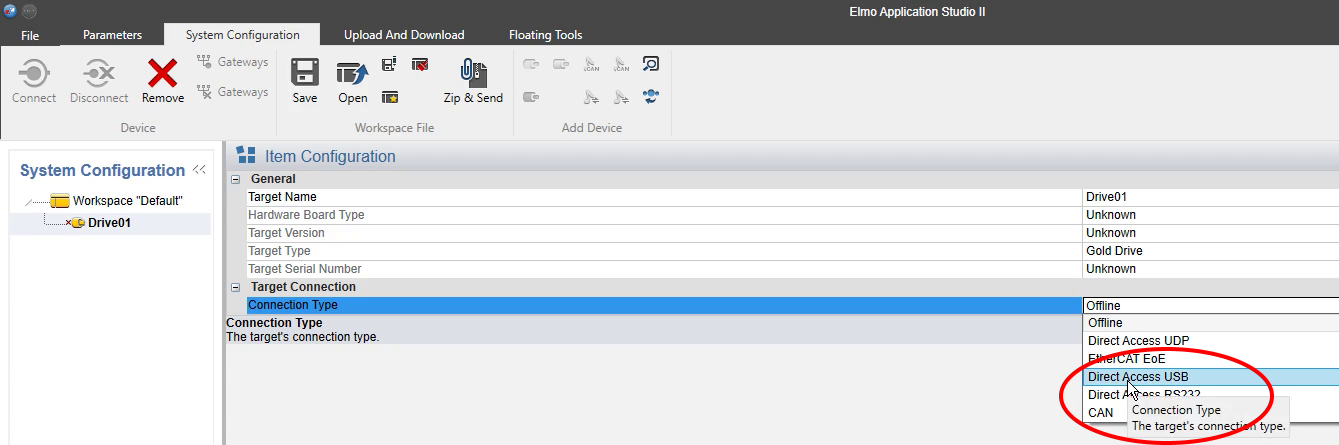 Elmo Application Studio II
File Parameters System Configuration Upload And Download Floating Tools
Gateways
Gateways
Connect Disconnect Remove Save Open Zip & Send
Device Workspace File Add Device
System Configuration
Workspace "Default"
Drive01
Item Configuration
General
Target Name Drive01
Hardware Board Type Unknown
Target Version Unknown
Target Type Gold Drive
Target Serial Number Unknown
Target Connection
Connection Type Offline
Connection Type
The target's connection type.
Offline
Direct Access UDP
EtherCAT EoE
Direct Access USB
Direct Access RS232
CAN
Connection Type
The target's connection type.